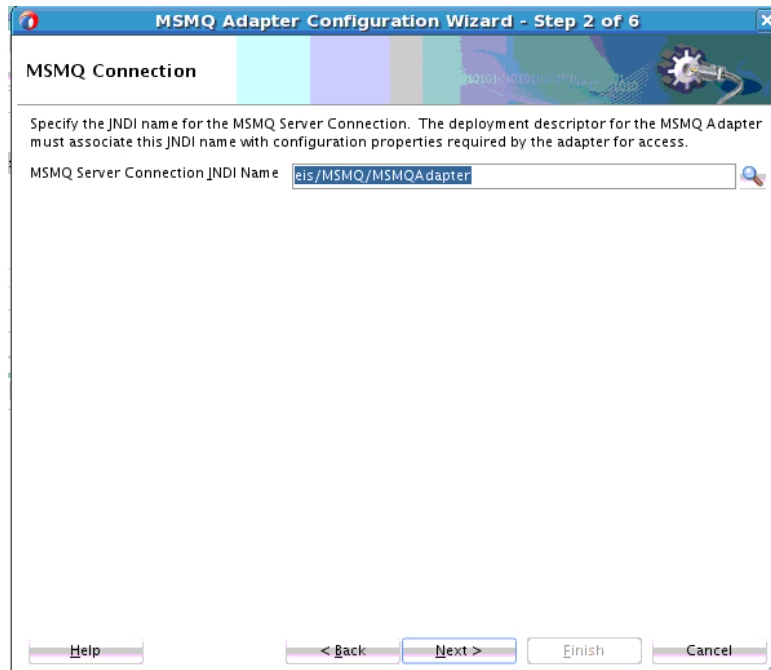 MSMQ Adapter Configuration Wizard - Step 2 of 6
MSMQ Connection
Specify the JNDI name for the MSMQ Server Connection. The deployment descriptor for the MSMQ Adapter
must associate this JNDI name with configuration properties required by the adapter for access.
MSMQ Server Connection JNDI Name eis/MSMQ/MSMQAdapter
Help < Back Next > Finish Cancel